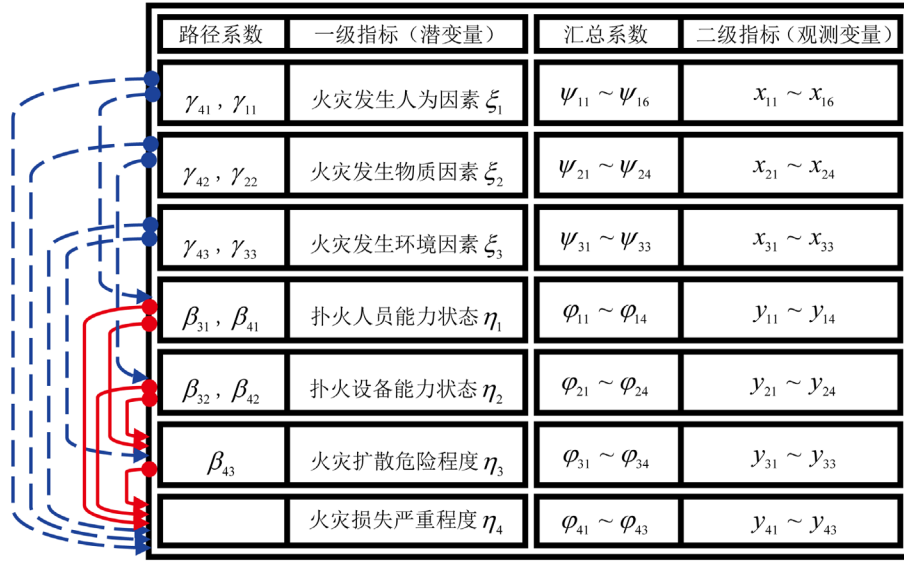 路径系数 一级指标（潜变量） 汇总系数 二级指标（观测变量）
γ₄₁，γ₁₁ 火灾发生人为因素 ξ₁ ψ₁₁ ~ ψ₁₆ x₁₁ ~ x₁₆
γ₄₂，γ₂₂ 火灾发生物质因素 ξ₂ ψ₂₁ ~ ψ₂₄ x₂₁ ~ x₂₄
γ₄₃，γ₃₃ 火灾发生环境因素 ξ₃ ψ₃₁ ~ ψ₃₃ x₃₁ ~ x₃₃
β₃₁，β₄₁ 扑火人员能力状态 η₁ φ₁₁ ~ φ₁₄ y₁₁ ~ y₁₄
β₃₂，β₄₂ 扑火设备能力状态 η₂ φ₂₁ ~ φ₂₄ y₂₁ ~ y₂₄
β₄₃ 火灾扩散危险程度 η₃ φ₃₁ ~ φ₃₄ y₃₁ ~ y₃₃
火灾损失严重程度 η₄ φ₄₁ ~ φ₄₃ y₄₁ ~ y₄₃